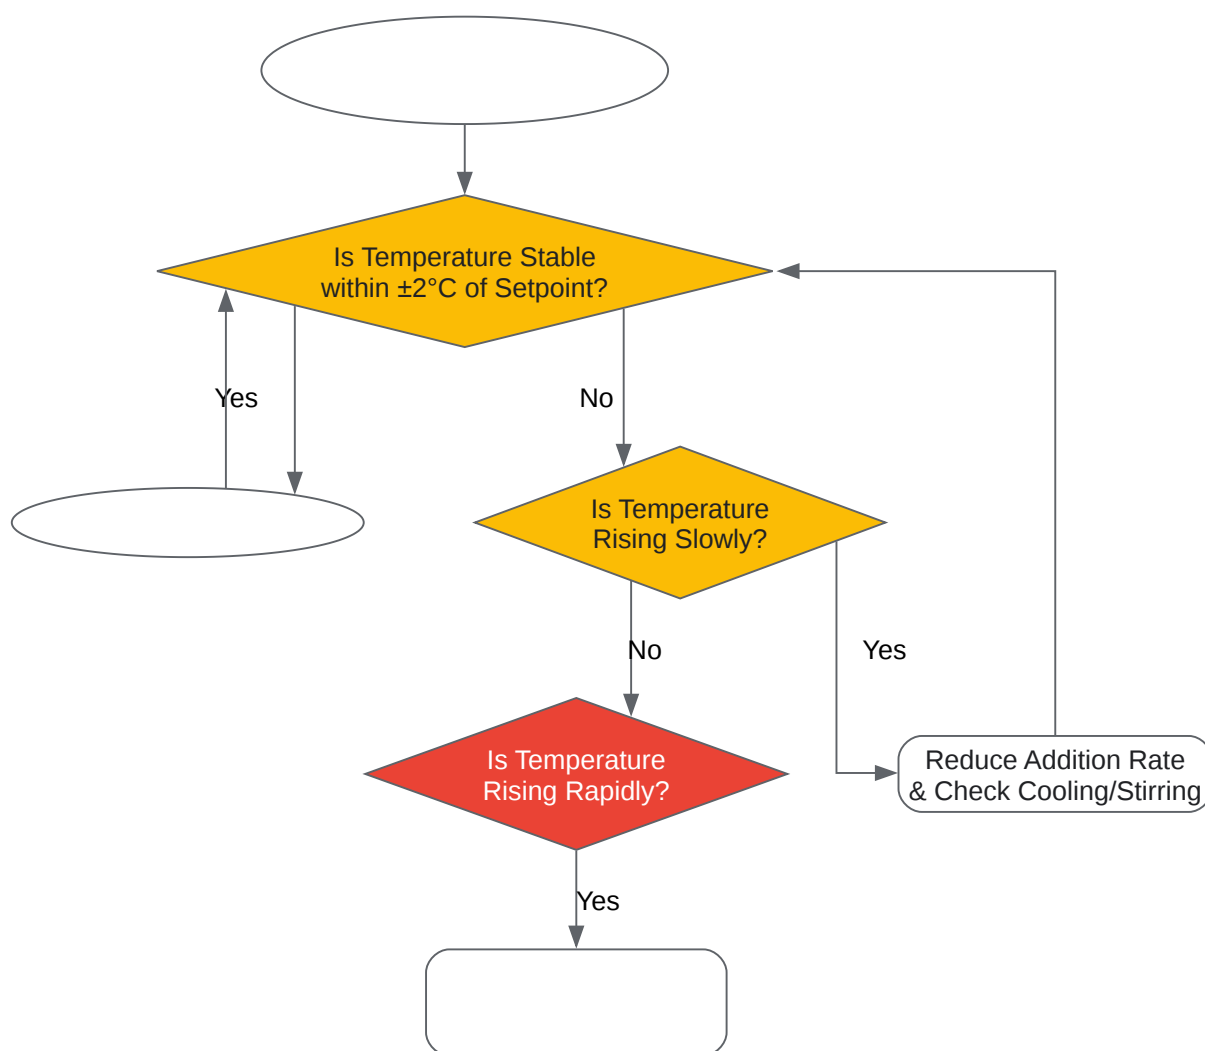 Is Temperature Stable
within ±2°C of Setpoint?
Yes
No
Is Temperature
Rising Slowly?
No
Yes
Is Temperature
Rising Rapidly?
Reduce Addition Rate
& Check Cooling/Stirring
Yes